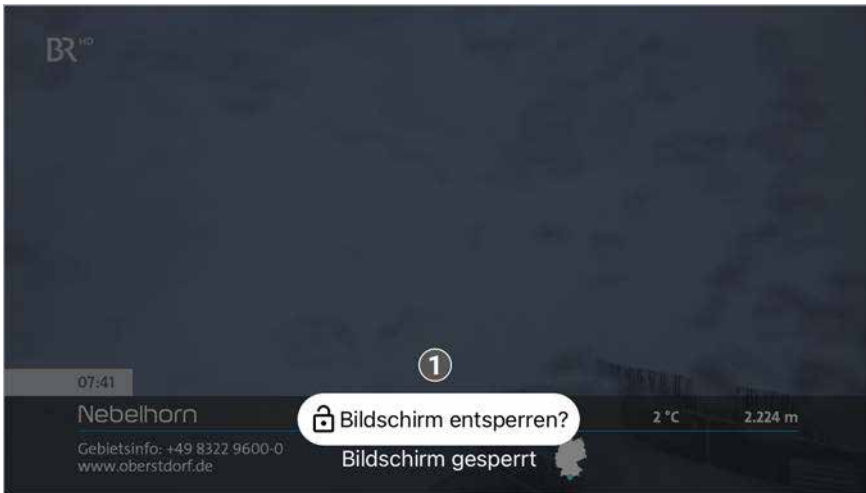 BR HD
1
07:41
Nebelhorn
Bildschirm entsperren?
2 °C
2.224 m
Gebietsinfo: +49 8322 9600-0
www.oberstdorf.de
Bildschirm gesperrt